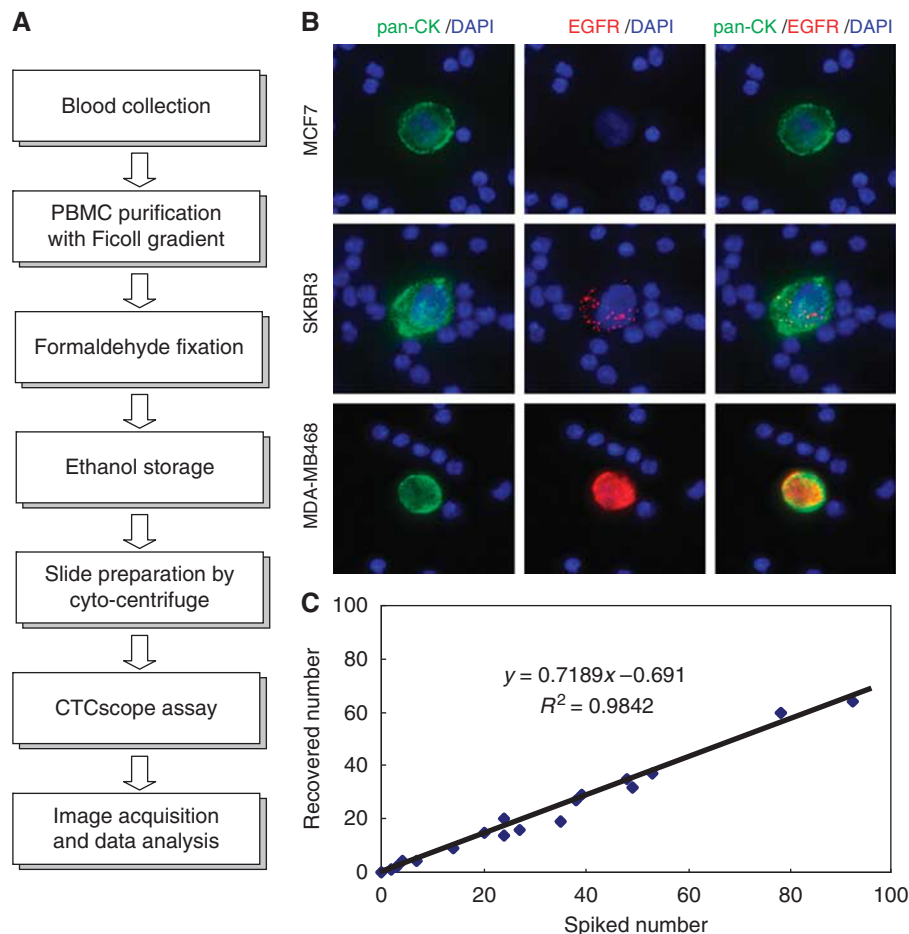 A
Blood collection
PBMC purification
with Ficoll gradient
Formaldehyde fixation
Ethanol storage
Slide preparation by
cyto-centrifuge
CTCscope assay
Image acquisition
and data analysis
B
pan-CK /DAPI
EGFR /DAPI
pan-CK /EGFR /DAPI
MCF7
SKBR3
MDA-MB468
C
100
80
60
40
20
0
Recovered number
y = 0.7189x –0.691
R² = 0.9842
0 20 40 60 80 100
Spiked number